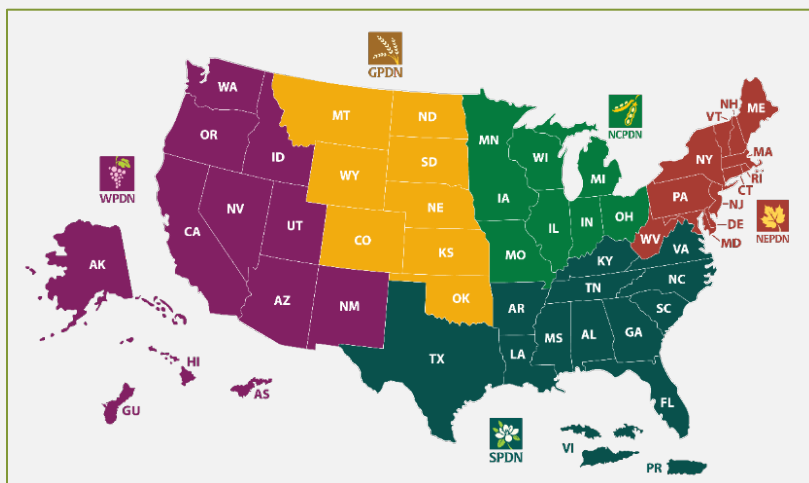 GPDN
WA
MT
ND
NH
ME
VT
NCPDN
MN
OR
ID
WI
MA
NY
SD
MI
RI
CT
WPDN
WY
IA
PA
NJ
NE
NV
OH
NEPDN
DE
IL
IN
UT
CA
CO
WV
MD
KS
MO
VA
KY
AK
NC
TN
AZ
NM
OK
AR
SC
MS
AL
GA
TX
LA
HI
AS
FL
GU
VI
SPDN
PR